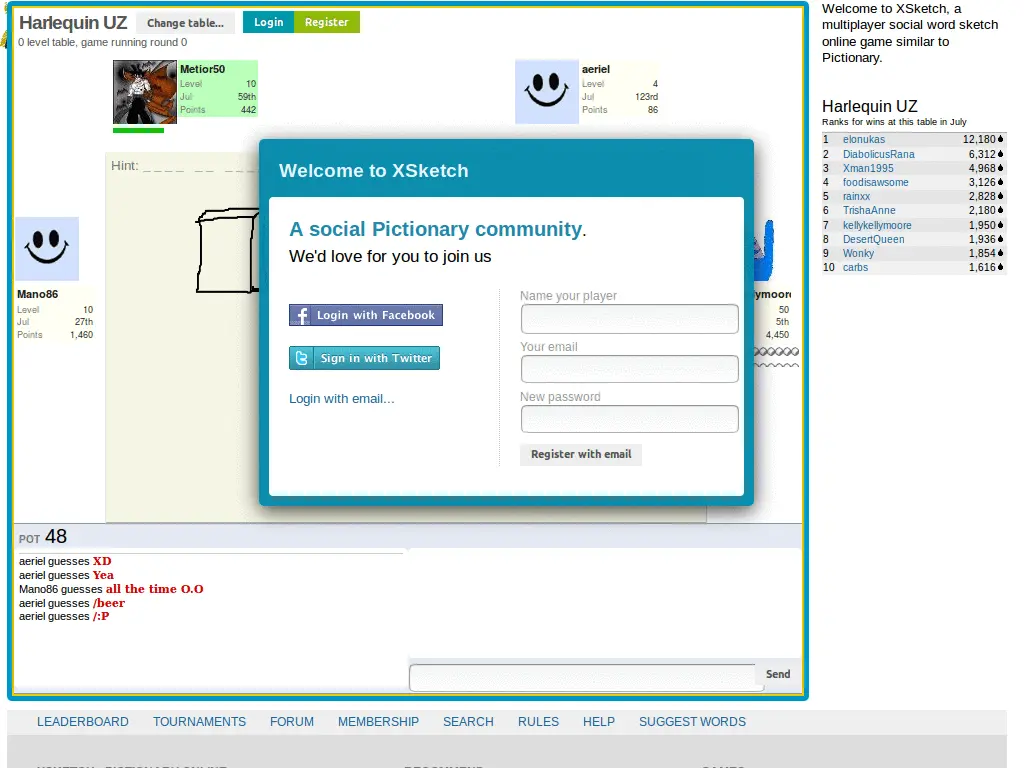 Harlequin UZ
Change table...
Login
Register
0 level table, game running round 0
Metior50
Level 10
Jul 59th
Points 442
aeriel
Level 4
Jul 123rd
Points 86
Hint: _ _ _ _
Mano86
Level 10
Jul 27th
Points 1,460
lymoore
50
5th
4,450
Welcome to XSketch
A social Pictionary community.
We'd love for you to join us
Login with Facebook
Sign in with Twitter
Login with email...
Name your player
Your email
New password
Register with email
POT 48
aeriel guesses XD
aeriel guesses Yea
Mano86 guesses all the time O.O
aeriel guesses /beer
aeriel guesses /:P
Send
Welcome to XSketch, a
multiplayer social word sketch
online game similar to
Pictionary.
Harlequin UZ
Ranks for wins at this table in July
1 elonukas 12,180
2 DiabolicusRana 6,312
3 Xman1995 4,968
4 foodisawsome 3,126
5 rainxx 2,828
6 TrishaAnne 2,180
7 kellykellymoore 1,950
8 DesertQueen 1,936
9 Wonky 1,854
10 carbs 1,616
LEADERBOARD TOURNAMENTS FORUM MEMBERSHIP SEARCH RULES HELP SUGGEST WORDS